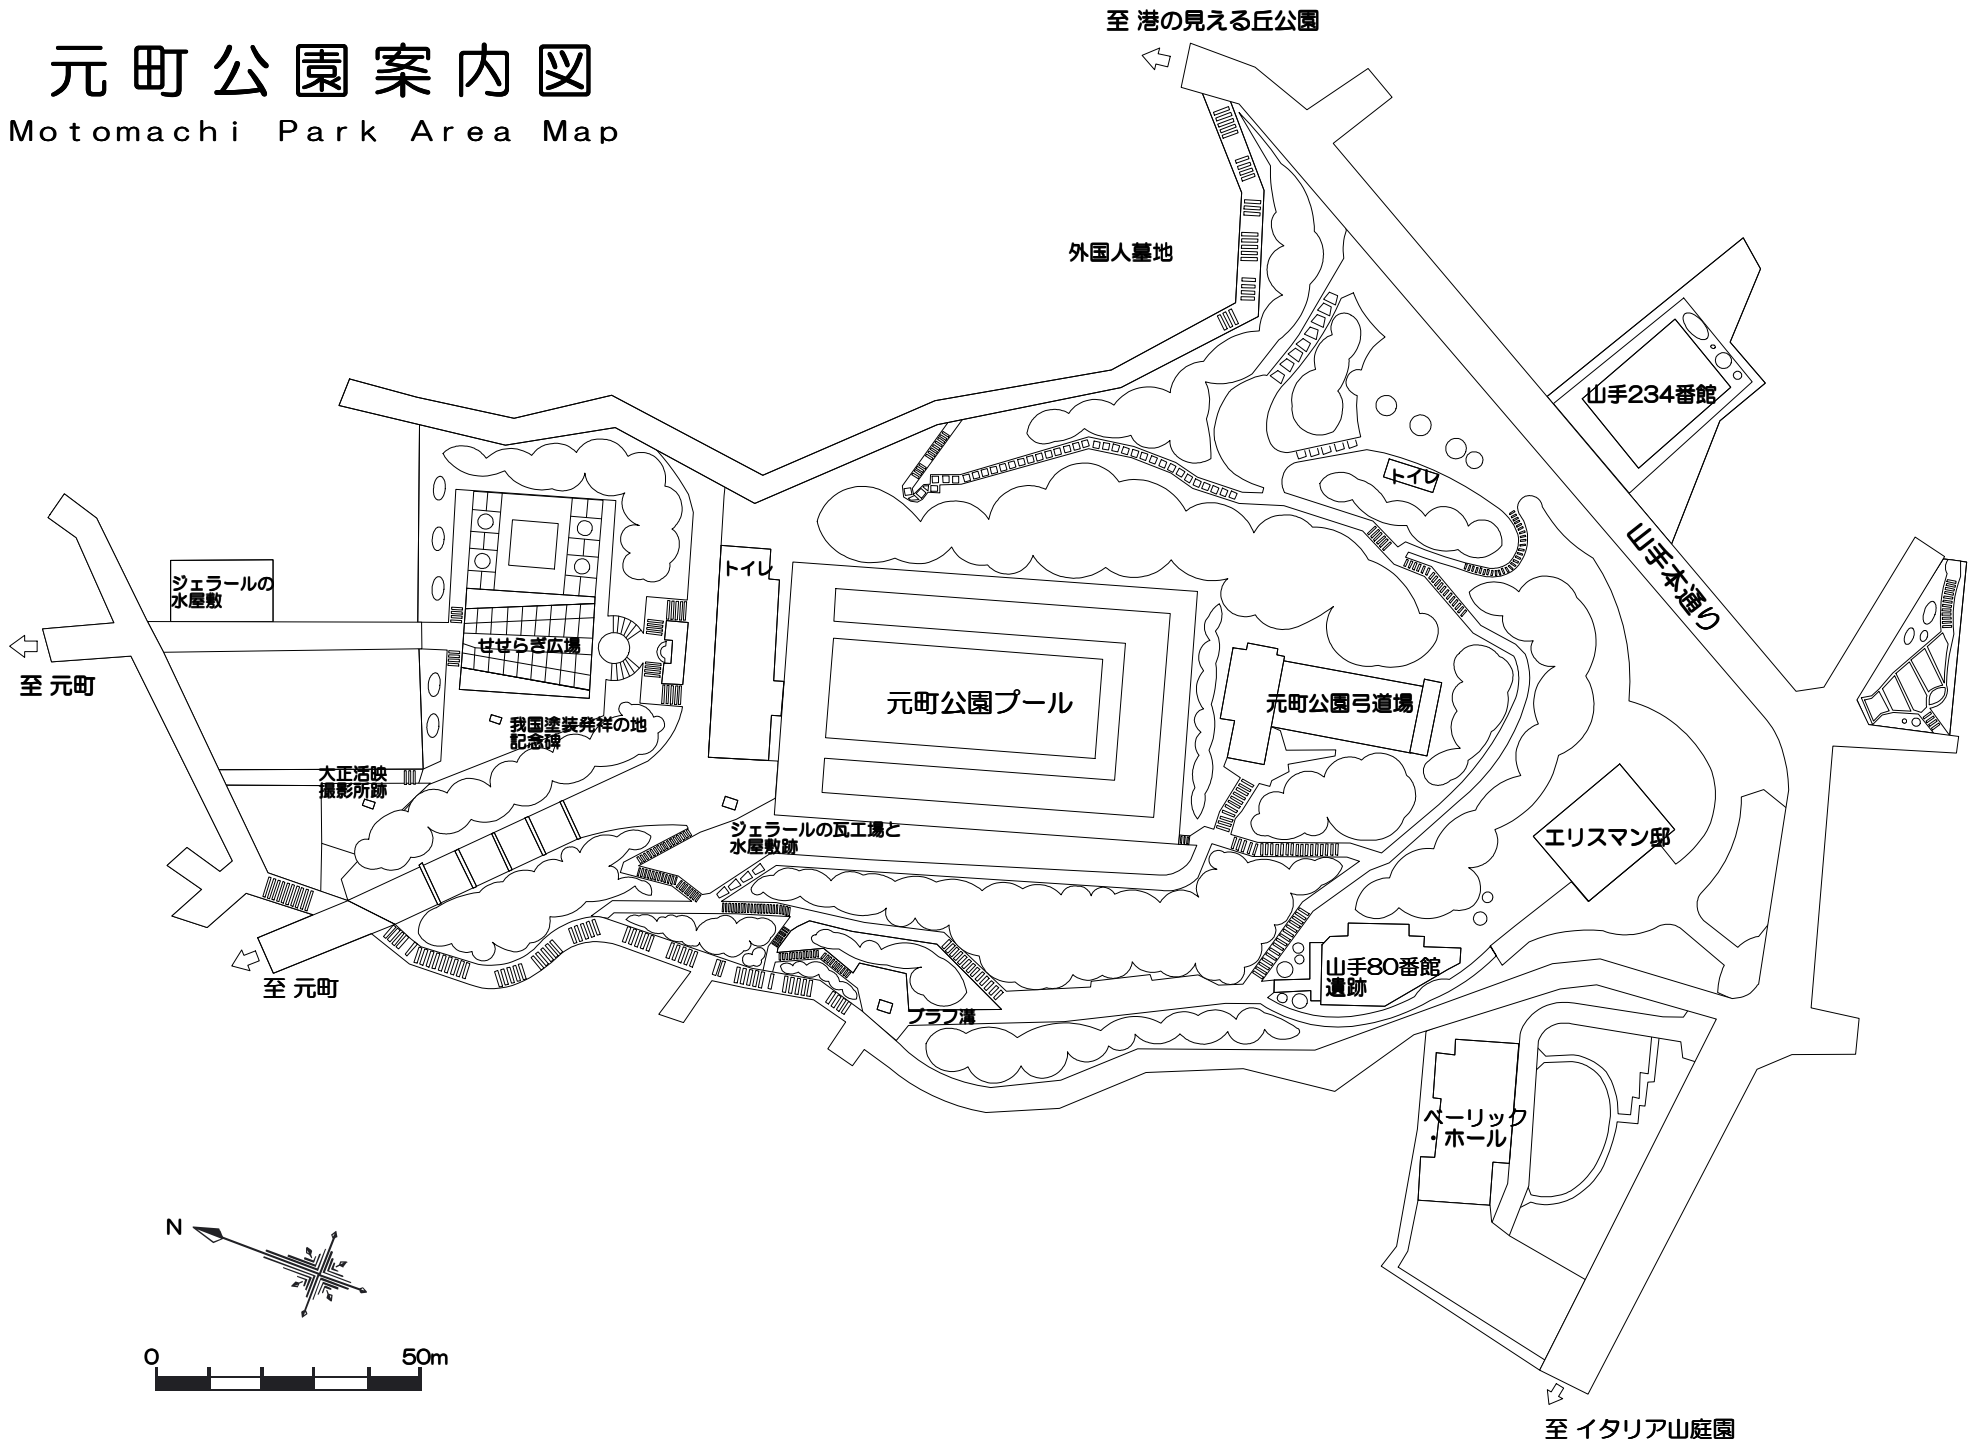 元町公園案内図
Motomachi Park Area Map
至 港の見える丘公園
外国人墓地
山手234番館
トイレ
山手本通り
トイレ
ジェラールの
水屋敷
せせらぎ広場
至 元町
元町公園プール
元町公園弓道場
我国塗装発祥の地
記念碑
大正活映
撮影所跡
ジェラールの瓦工場と
水屋敷跡
エリスマン邸
山手80番館
遺跡
至 元町
ブラフ溝
ベーリック
・ホール
N
0 50m
至 イタリア山庭園